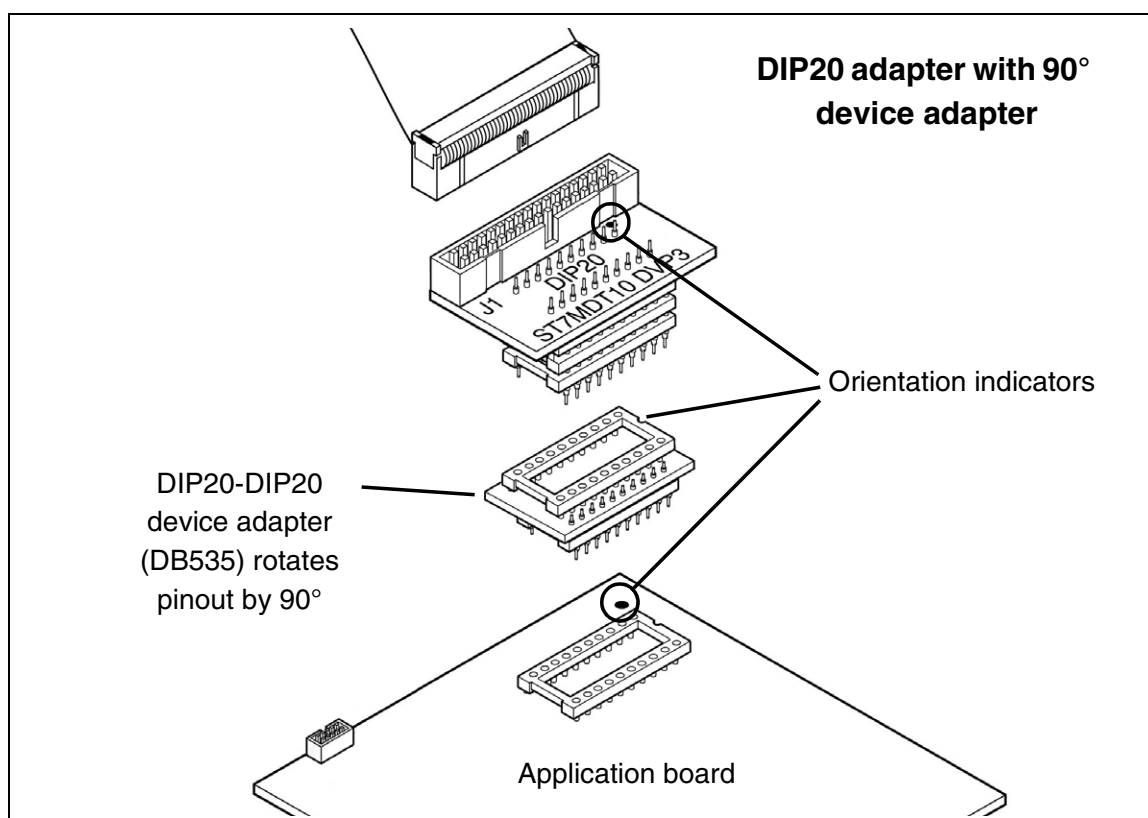 DIP20 adapter with 90°
device adapter
J1
DIP20
ST7MDT10 DVP3
Orientation indicators
DIP20-DIP20
device adapter
(DB535) rotates
pinout by 90°
Application board